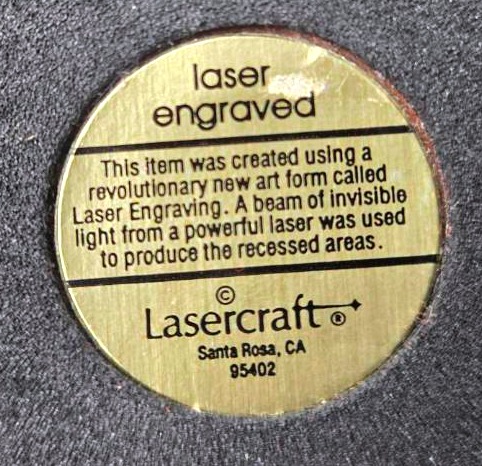 laser
engraved
This item was created using a
revolutionary new art form called
Laser Engraving. A beam of invisible
light from a powerful laser was used
to produce the recessed areas.
©
Lasercraft ®
Santa Rosa, CA
95402